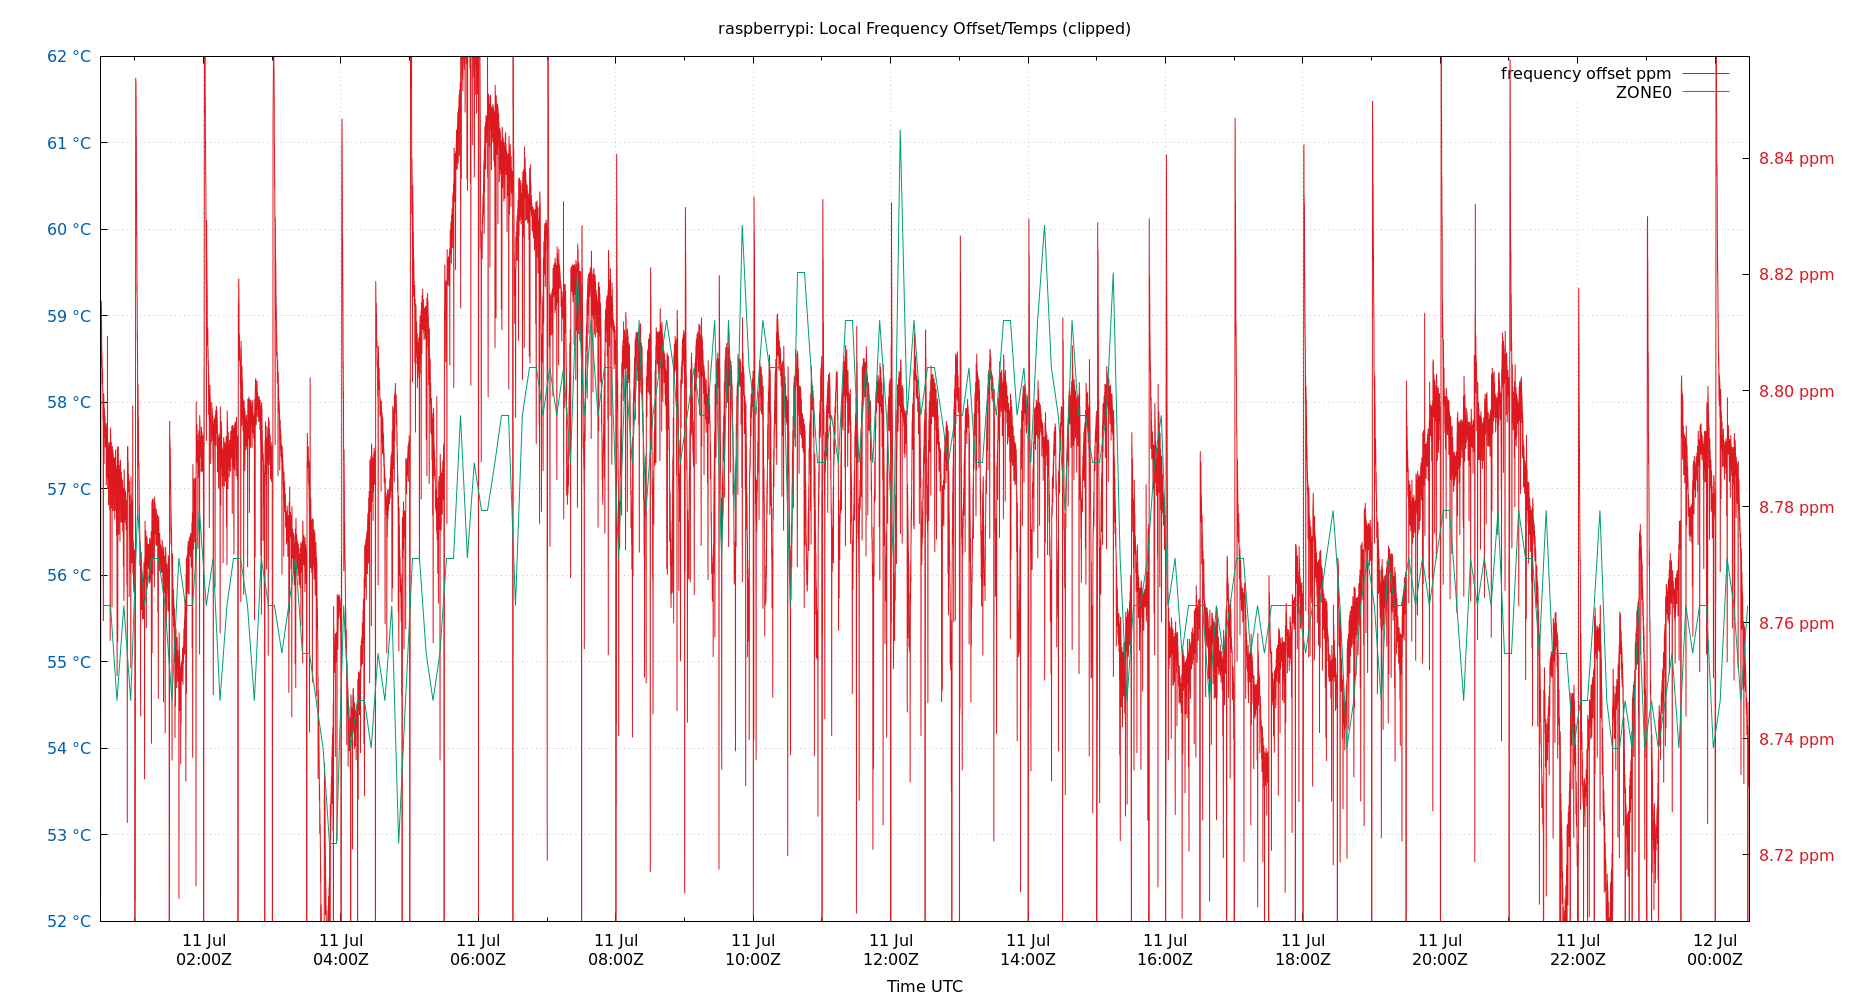 raspberrypi: Local Frequency Offset/Temps (clipped)
frequency offset ppm
ZONE0
62 °C
61 °C
60 °C
59 °C
58 °C
57 °C
56 °C
55 °C
54 °C
53 °C
52 °C
8.84 ppm
8.82 ppm
8.80 ppm
8.78 ppm
8.76 ppm
8.74 ppm
8.72 ppm
11 Jul
02:00Z
11 Jul
04:00Z
11 Jul
06:00Z
11 Jul
08:00Z
11 Jul
10:00Z
11 Jul
12:00Z
11 Jul
14:00Z
11 Jul
16:00Z
11 Jul
18:00Z
11 Jul
20:00Z
11 Jul
22:00Z
12 Jul
00:00Z
Time UTC